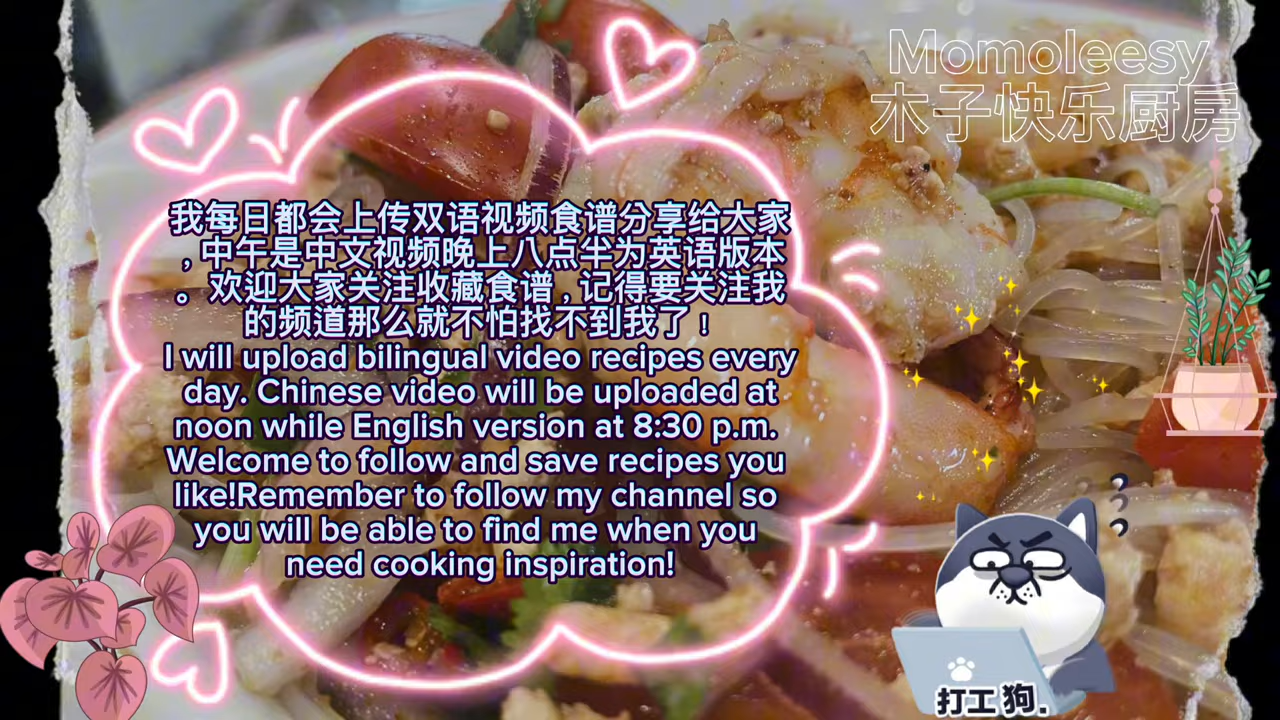 Momoleesy
木子快乐厨房
我每日都会上传双语视频食谱分享给大家
,中午是中文视频晚上八点半为英语版本
。欢迎大家关注收藏食谱,记得要关注我
的频道那么就不怕找不到我了!
I will upload bilingual video recipes every
day. Chinese video will be uploaded at
noon while English version at 8:30 p.m.
Welcome to follow and save recipes you
like!Remember to follow my channel so
you will be able to find me when you
need cooking inspiration!
打工狗.